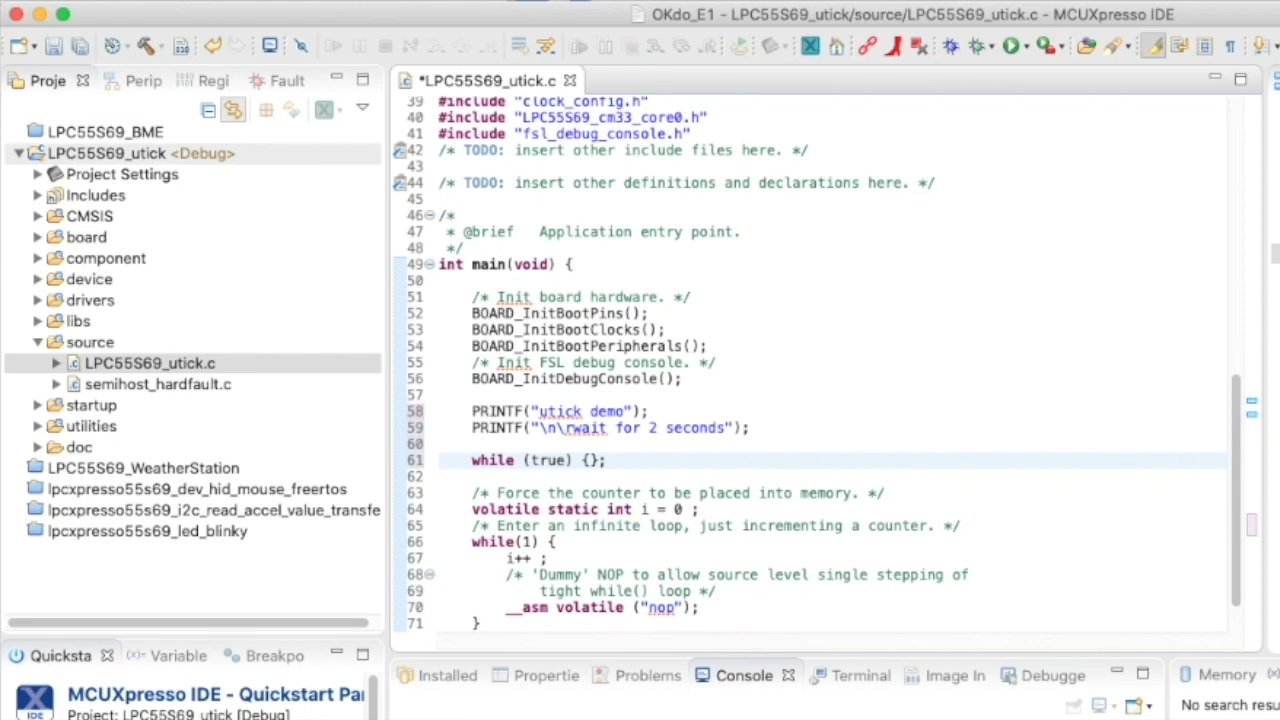 OKdo_E1 - LPC55S69_utick/source/LPC55S69_utick.c - MCUXpresso IDE
Proje
Perip
Regi
Fault
LPC55S69_BME
LPC55S69_utick <Debug>
Project Settings
Includes
CMSIS
board
component
device
drivers
libs
source
LPC55S69_utick.c
semihost_hardfault.c
startup
utilities
doc
LPC55S69_WeatherStation
lpcxpresso55s69_dev_hid_mouse_freertos
lpcxpresso55s69_i2c_read_accel_value_transfe
lpcxpresso55s69_led_blinky
Quicksta
Variable
Breakpo
MCUXpresso IDE - Quickstart Pan
IDE
Project: LPC55S69_utick [Debug]
*LPC55S69_utick.c
39 #include "clock_config.h"
40 #include "LPC55S69_cm33_core0.h"
41 #include "fsl_debug_console.h"
42 /* TODO: insert other include files here. */
43
44 /* TODO: insert other definitions and declarations here. */
45
46 /*
47 * @brief   Application entry point.
48 */
49 int main(void) {
50
51 /* Init board hardware. */
52 BOARD_InitBootPins();
53 BOARD_InitBootClocks();
54 BOARD_InitBootPeripherals();
55 /* Init FSL debug console. */
56 BOARD_InitDebugConsole();
57
58 PRINTF("utick demo");
59 PRINTF("\n\rwait for 2 seconds");
60
61 while (true) {};
62
63 /* Force the counter to be placed into memory. */
64 volatile static int i = 0 ;
65 /* Enter an infinite loop, just incrementing a counter. */
66 while(1) {
67 i++ ;
68 /* 'Dummy' NOP to allow source level single stepping of
69 tight while() loop */
70 __asm volatile ("nop");
71 }
Installed
Propertie
Problems
Console
Terminal
Image In
Debugge
Memory
No search resu